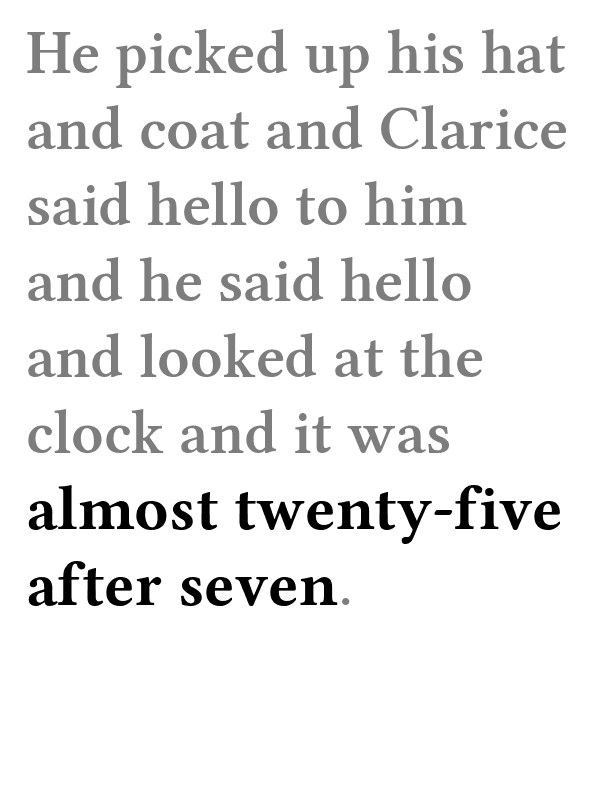 He picked up his hat
and coat and Clarice
said hello to him
and he said hello
and looked at the
clock and it was
almost twenty-five
after seven.